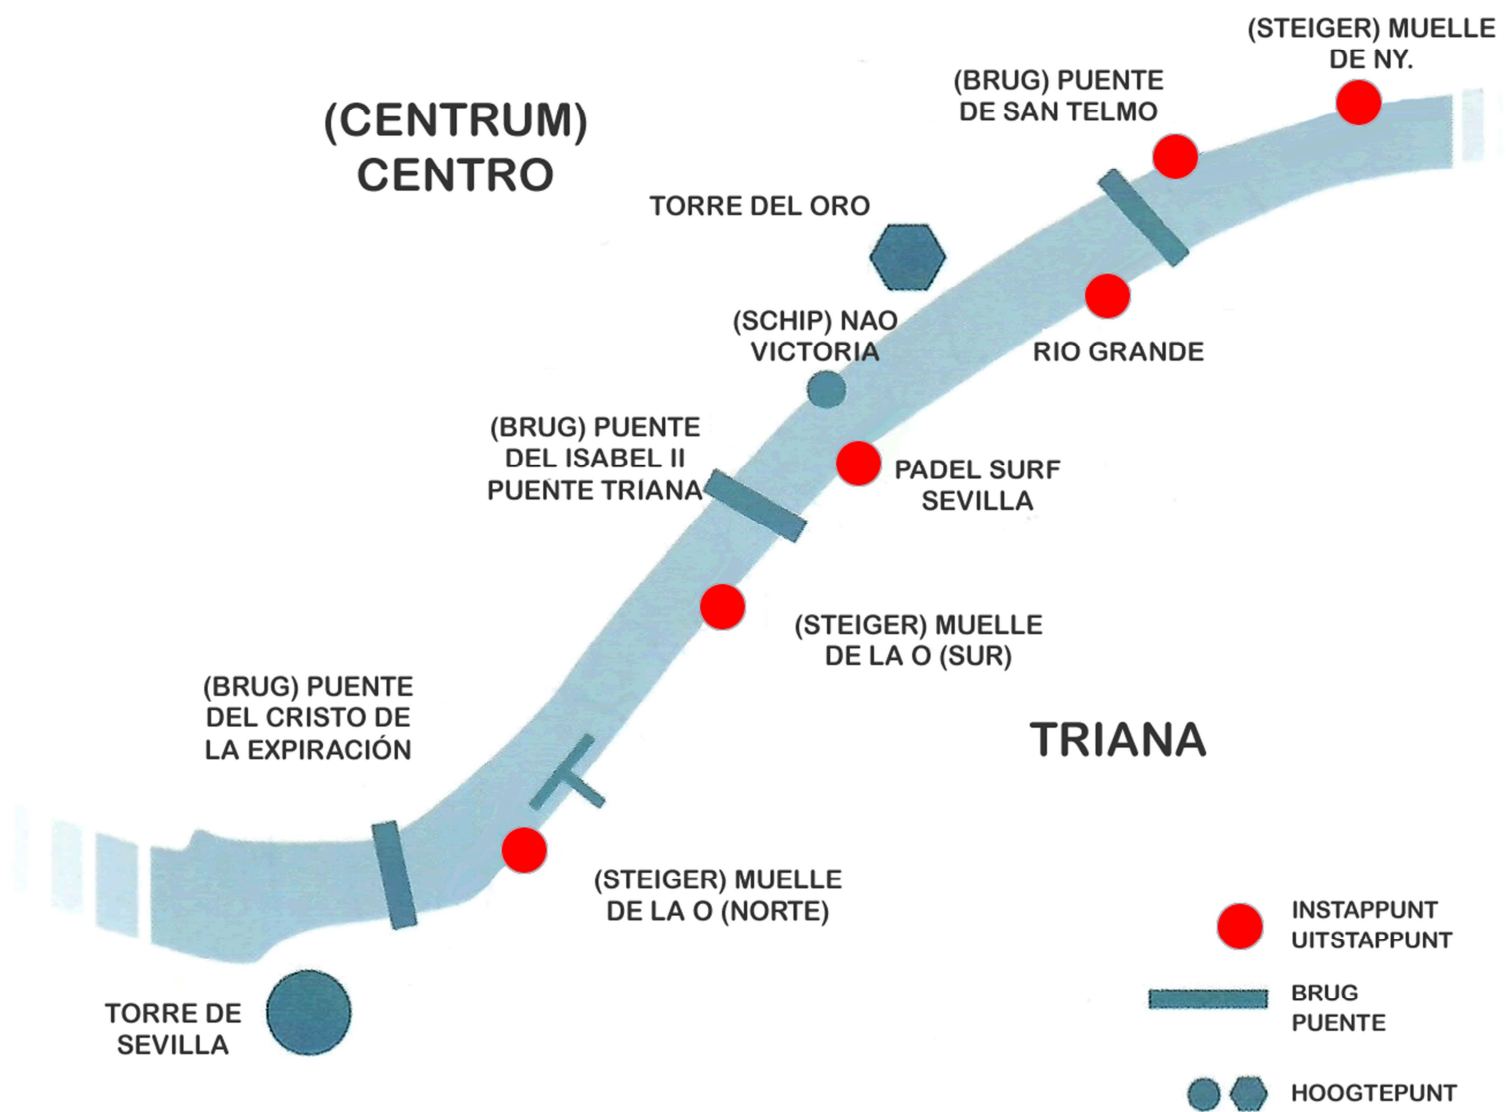 (STEIGER) MUELLE
DE NY.
(BRUG) PUENTE
DE SAN TELMO
(CENTRUM)
CENTRO
TORRE DEL ORO
(SCHIP) NAO
VICTORIA
RIO GRANDE
(BRUG) PUENTE
DEL ISABEL II
PUENTE TRIANA
PADEL SURF
SEVILLA
(STEIGER) MUELLE
DE LA O (SUR)
(BRUG) PUENTE
DEL CRISTO DE
LA EXPIRACIÓN
TRIANA
(STEIGER) MUELLE
DE LA O (NORTE)
TORRE DE
SEVILLA
INSTAPPUNT
UITSTAPPUNT
BRUG
PUENTE
HOOGTEPUNT